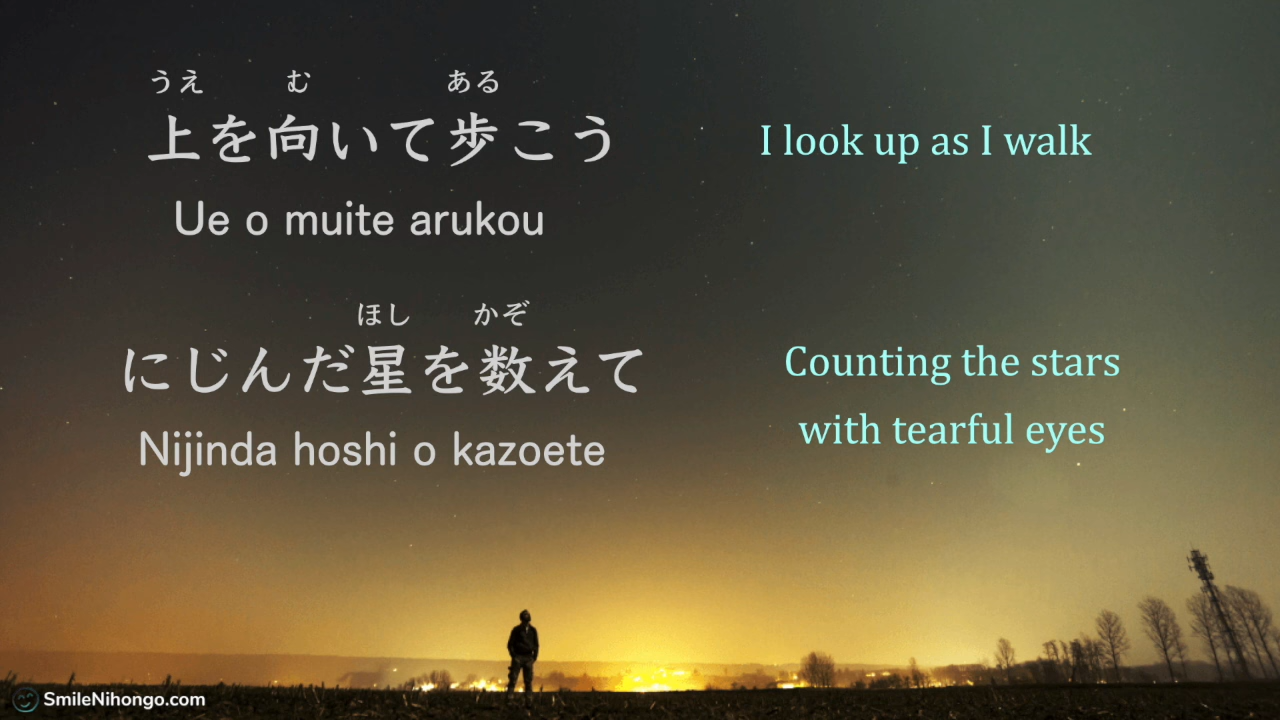 うえ む ある
上を向いて歩こう
Ue o muite arukou
I look up as I walk
ほし かぞ
にじんだ星を数えて
Nijinda hoshi o kazoete
Counting the stars
with tearful eyes
SmileNihongo.com